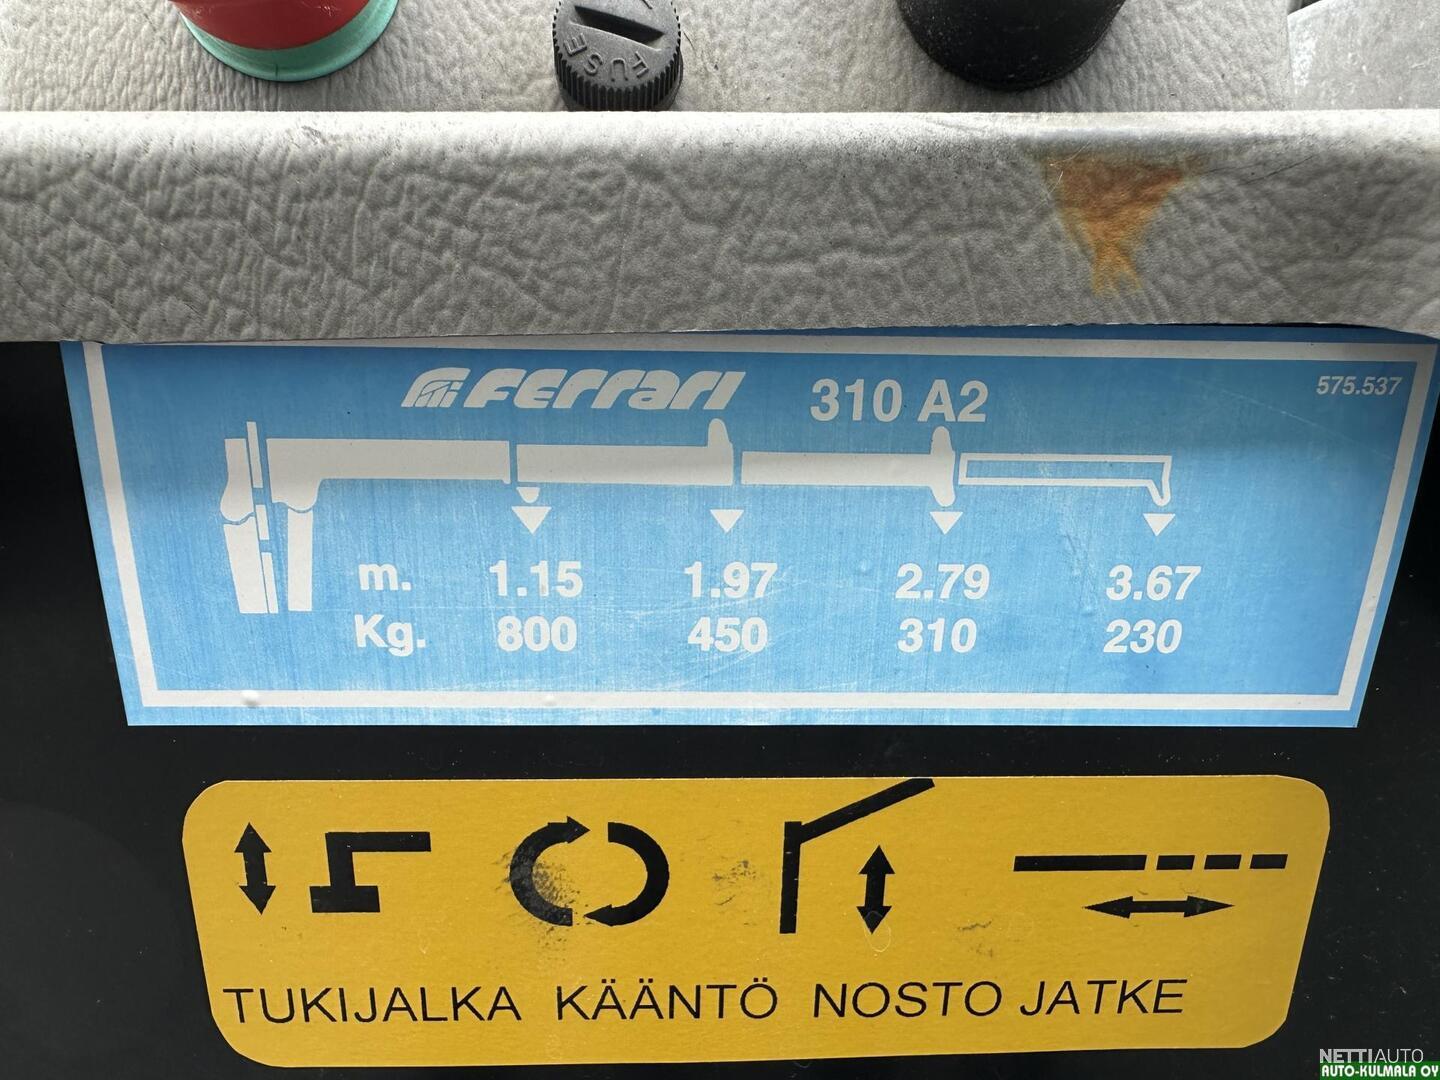 FUSE
Ferrari 310 A2 575.537
m. 1.15 1.97 2.79 3.67
Kg. 800 450 310 230
TUKIJALKA KÄÄNTÖ NOSTO JATKE
NETTIAUTO
AUTO-KULMALA OY